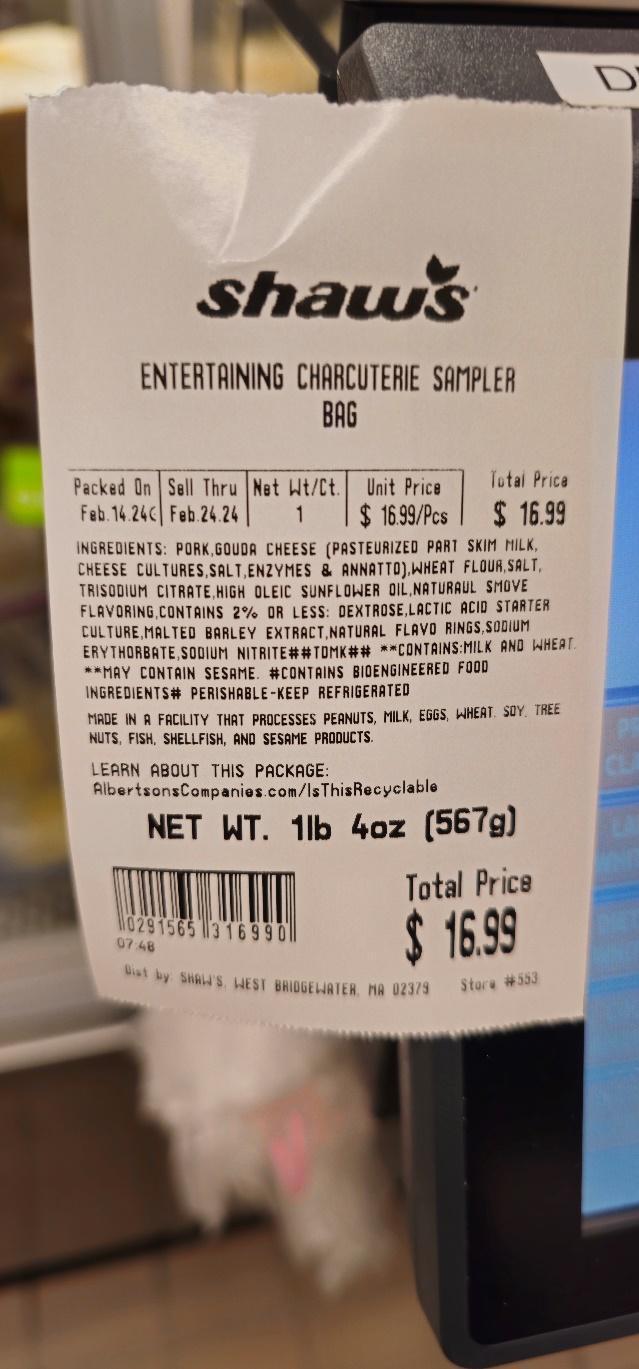 D
shaw's
ENTERTAINING CHARCUTERIE SAMPLER
BAG
Packed On Sell Thru Net Wt/Ct. Unit Price Total Price
Feb.14.24 Feb.24.24 1 $ 16.99/Pcs $ 16.99
INGREDIENTS: PORK,GOUDA CHEESE (PASTEURIZED PART SKIM MILK,
CHEESE CULTURES,SALT,ENZYMES & ANNATTO),WHEAT FLOUR,SALT,
TRISODIUM CITRATE,HIGH OLEIC SUNFLOWER OIL,NATURAUL SMOVE
FLAVORING,CONTAINS 2% OR LESS: DEXTROSE,LACTIC ACID STARTER
CULTURE,MALTED BARLEY EXTRACT,NATURAL FLAVO RINGS,SODIUM
ERYTHORBATE,SODIUM NITRITE##TDMK## **CONTAINS:MILK AND WHEAT.
**MAY CONTAIN SESAME. #CONTAINS BIOENGINEERED FOOD
INGREDIENTS# PERISHABLE-KEEP REFRIGERATED
MADE IN A FACILITY THAT PROCESSES PEANUTS, MILK, EGGS, WHEAT, SOY, TREE
NUTS, FISH, SHELLFISH, AND SESAME PRODUCTS.
LEARN ABOUT THIS PACKAGE:
AlbertsonsCompanies.com/IsThisRecyclable
NET WT. 1lb 4oz (567g)
Total Price
$ 16.99
0291565 316990
07:48
Dist by: SHAW'S, WEST BRIDGEWATER, MA 02379 Store #553